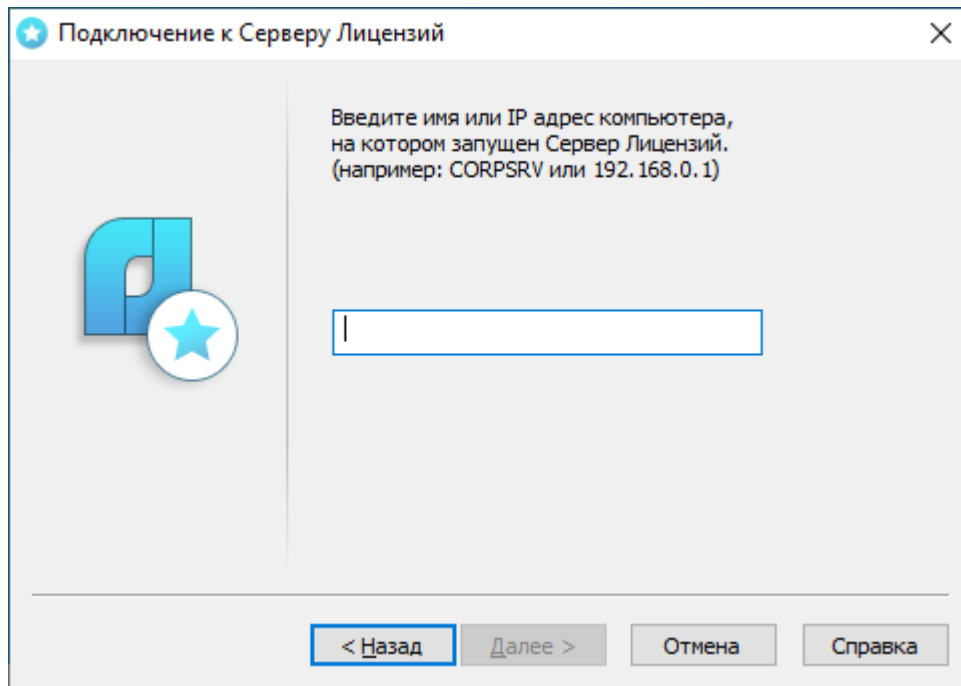 Подключение к Серверу Лицензий
Введите имя или IP адрес компьютера,
на котором запущен Сервер Лицензий.
(например: CORPSRV или 192.168.0.1)
< Назад
Далее >
Отмена
Справка